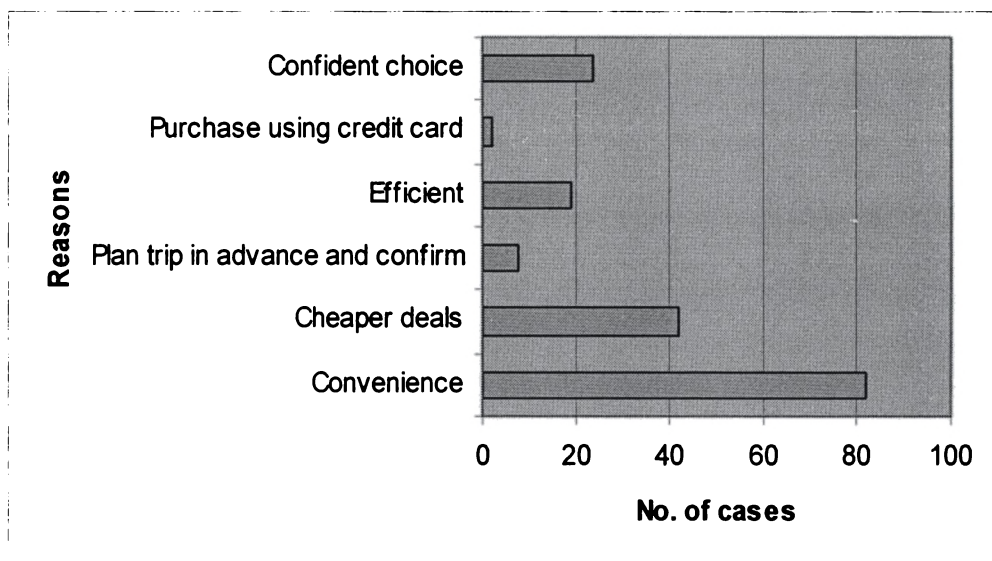 Confident choice
Purchase using credit card
Efficient
Plan trip in advance and confirm
Cheaper deals
Convenience
Reasons
0 20 40 60 80 100
No. of cases